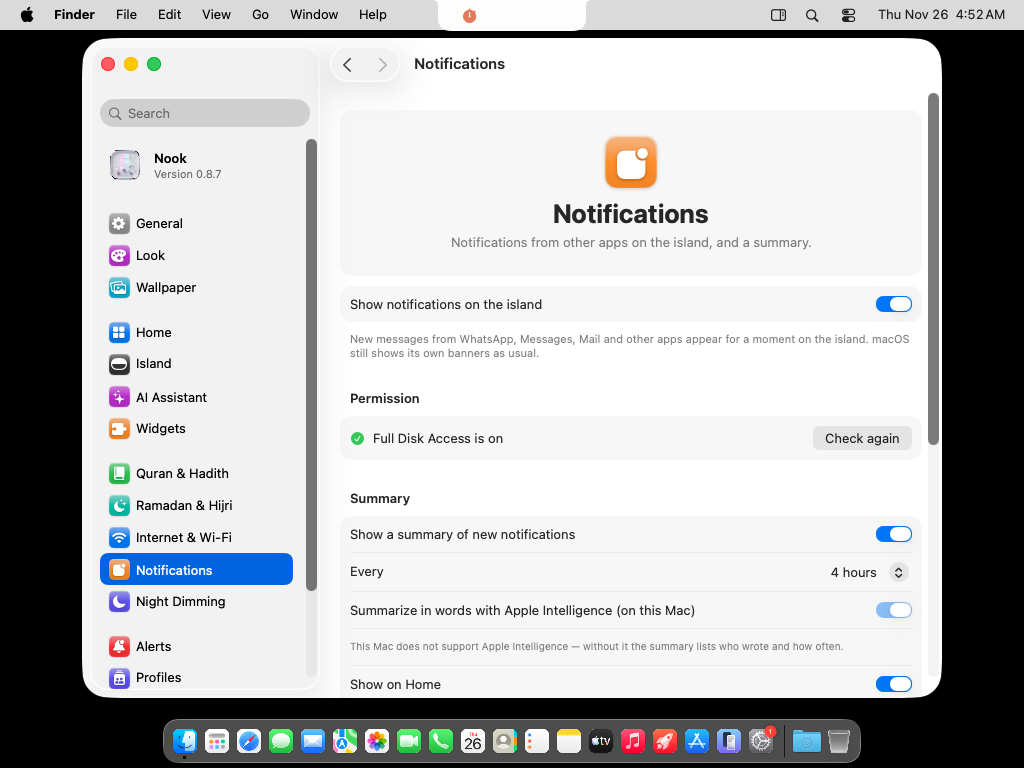 Finder File Edit View Go Window Help Thu Nov 26 4:52 AM
Search
Nook
Version 0.8.7
General
Look
Wallpaper
Home
Island
AI Assistant
Widgets
Quran & Hadith
Ramadan & Hijri
Internet & Wi-Fi
Notifications
Night Dimming
Alerts
Profiles
Notifications
Notifications
Notifications from other apps on the island, and a summary.
Show notifications on the island
New messages from WhatsApp, Messages, Mail and other apps appear for a moment on the island. macOS
still shows its own banners as usual.
Permission
Full Disk Access is on Check again
Summary
Show a summary of new notifications
Every 4 hours
Summarize in words with Apple Intelligence (on this Mac)
This Mac does not support Apple Intelligence — without it the summary lists who wrote and how often.
Show on Home
Thu
26
tv
1